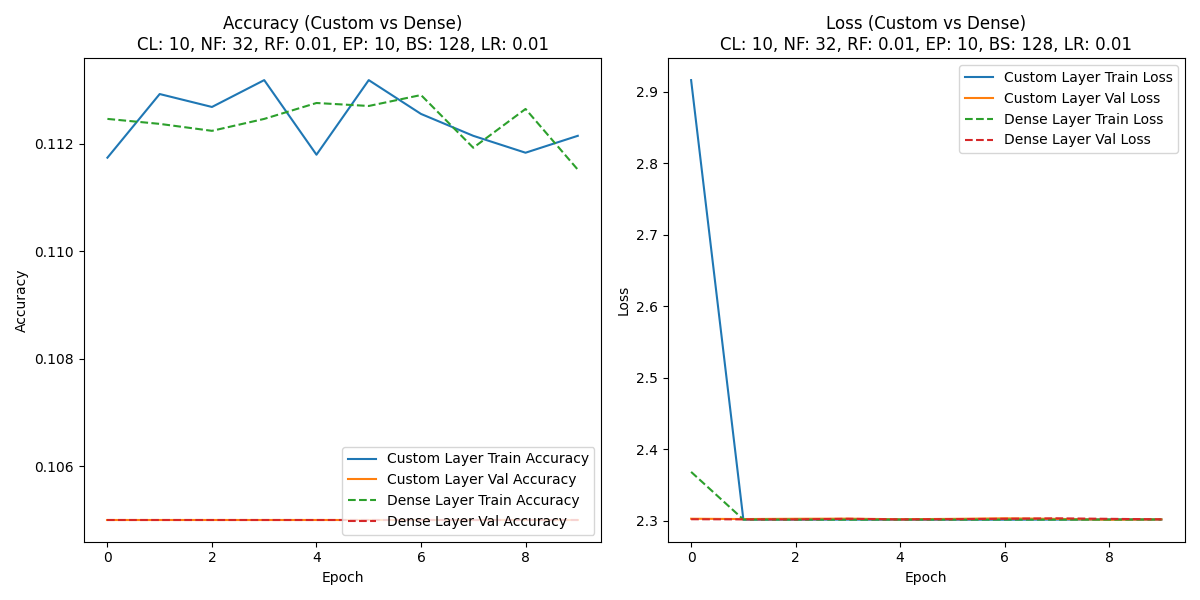 Accuracy (Custom vs Dense)
CL: 10, NF: 32, RF: 0.01, EP: 10, BS: 128, LR: 0.01
0.112
0.110
0.108
0.106
Accuracy
Custom Layer Train Accuracy
Custom Layer Val Accuracy
Dense Layer Train Accuracy
Dense Layer Val Accuracy
0 2 4 6 8
Epoch
Loss (Custom vs Dense)
CL: 10, NF: 32, RF: 0.01, EP: 10, BS: 128, LR: 0.01
Custom Layer Train Loss
Custom Layer Val Loss
Dense Layer Train Loss
Dense Layer Val Loss
2.9
2.8
2.7
2.6
2.5
2.4
2.3
Loss
0 2 4 6 8
Epoch